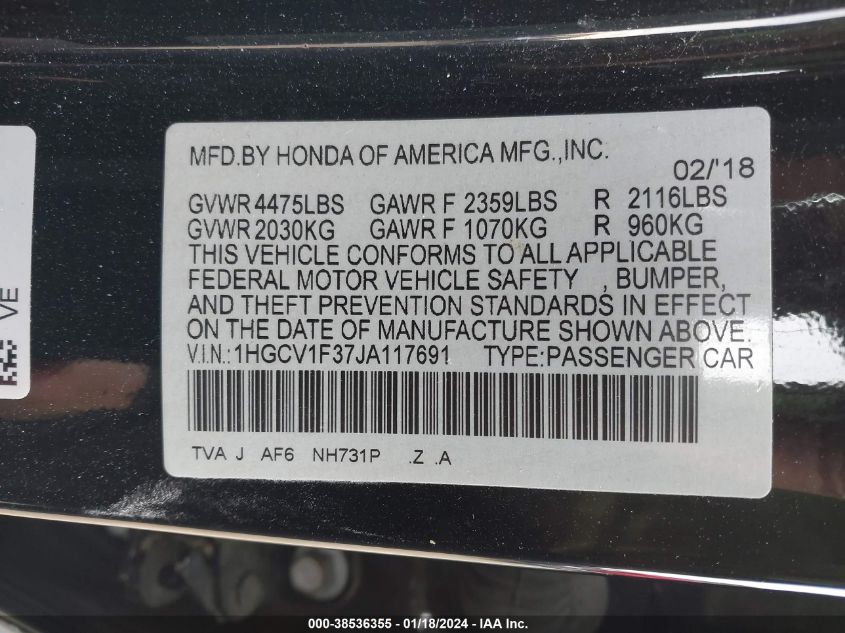 MFD.BY HONDA OF AMERICA MFG.,INC.
02/'18
GVWR 4475LBS GAWR F 2359LBS R 2116LBS
GVWR 2030KG GAWR F 1070KG R 960KG
THIS VEHICLE CONFORMS TO ALL APPLICABLE
FEDERAL MOTOR VEHICLE SAFETY , BUMPER,
AND THEFT PREVENTION STANDARDS IN EFFECT
ON THE DATE OF MANUFACTURE SHOWN ABOVE.
V.I.N.:1HGCV1F37JA117691 TYPE:PASSENGER CAR
TVA J AF6 NH731P .Z .A
VE
000-38536355 - 01/18/2024 - IAA Inc.